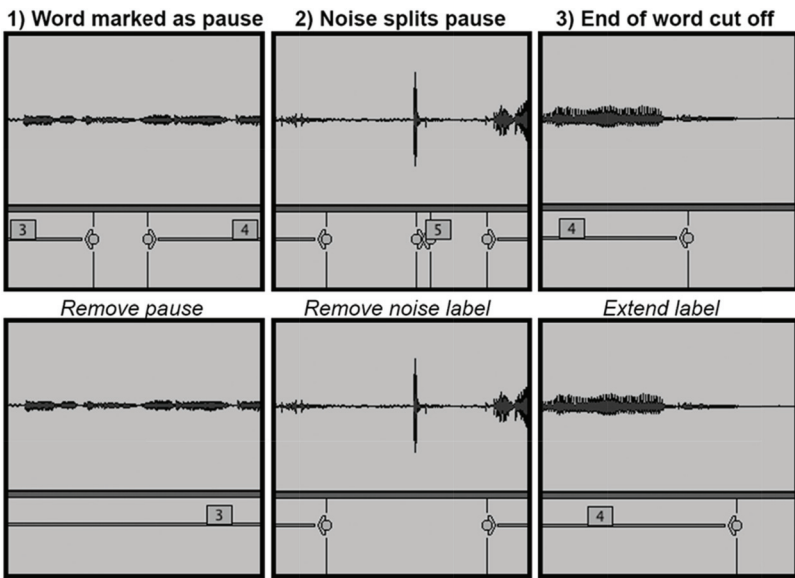 1) Word marked as pause
2) Noise splits pause
3) End of word cut off
3
4
5
4
Remove pause
Remove noise label
Extend label
3
4